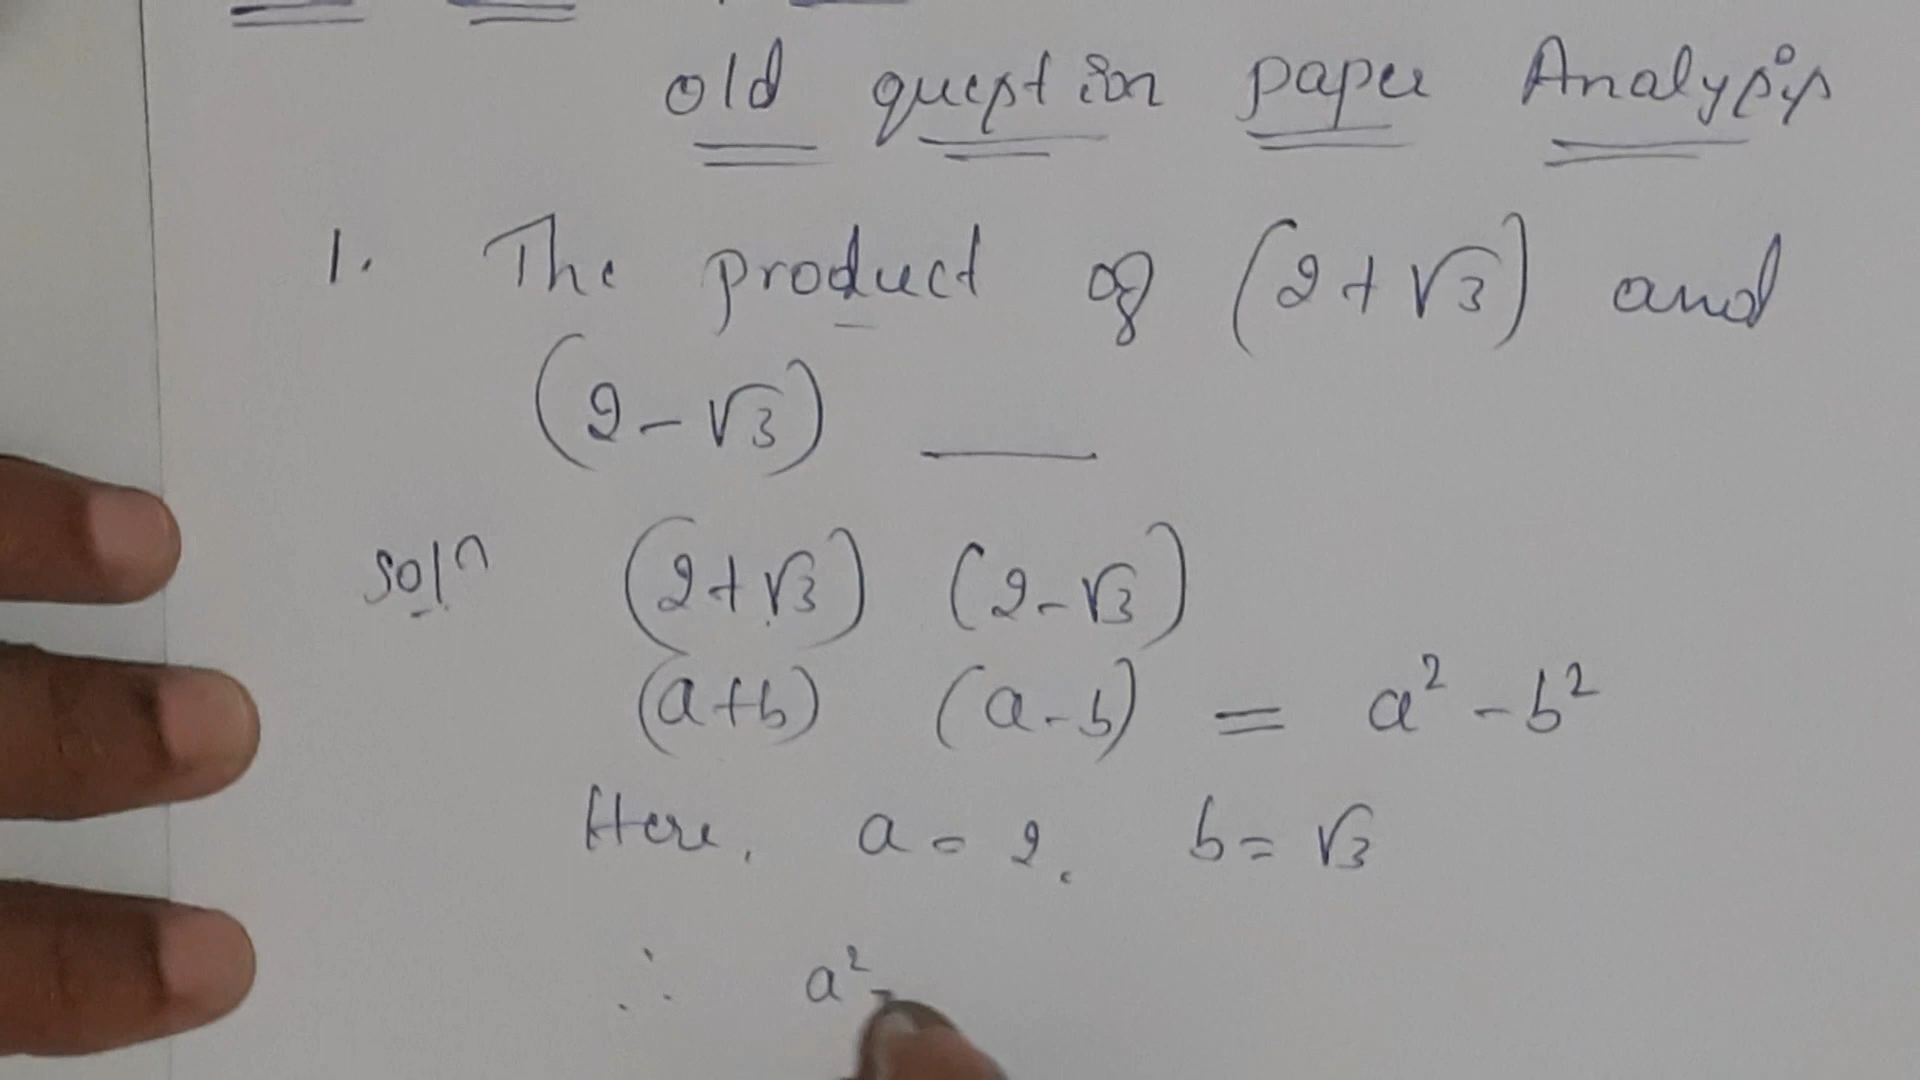 old question paper Analysis
1. The product of (2+√3) and
(2-√3) ____
Soln (2+√3) (2-√3)
(a+b) (a-b) = a² - b²
Here, a = 2. b = √3
∴ a² -